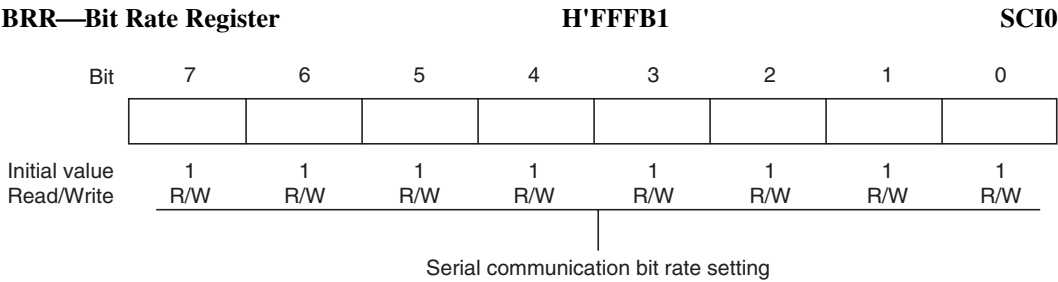 BRR—Bit Rate Register H'FFFB1 SCI0
Bit 7 6 5 4 3 2 1 0
Initial value 1 1 1 1 1 1 1 1
Read/Write R/W R/W R/W R/W R/W R/W R/W R/W
Serial communication bit rate setting